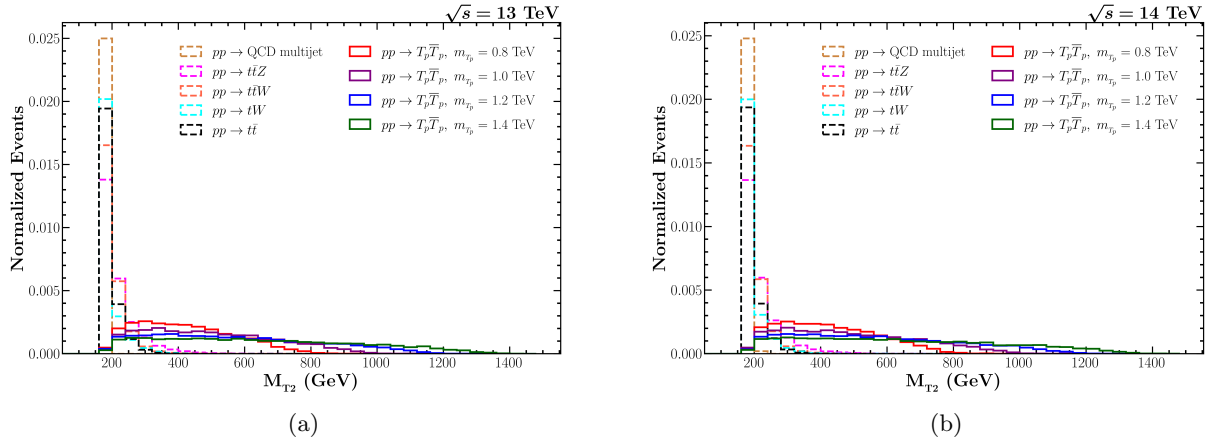 √s = 13 TeV
Normalized Events
0.025
0.020
0.015
0.010
0.005
0.000
pp → QCD multijet
pp → tt̄Z
pp → tt̄W
pp → tW
pp → tt̄
pp → T_pT̄_p, m_{T_p} = 0.8 TeV
pp → T_pT̄_p, m_{T_p} = 1.0 TeV
pp → T_pT̄_p, m_{T_p} = 1.2 TeV
pp → T_pT̄_p, m_{T_p} = 1.4 TeV
200 400 600 800 1000 1200 1400
M_{T2} (GeV)
(a)
√s = 14 TeV
Normalized Events
0.025
0.020
0.015
0.010
0.005
0.000
pp → QCD multijet
pp → tt̄Z
pp → tt̄W
pp → tW
pp → tt̄
pp → T_pT̄_p, m_{T_p} = 0.8 TeV
pp → T_pT̄_p, m_{T_p} = 1.0 TeV
pp → T_pT̄_p, m_{T_p} = 1.2 TeV
pp → T_pT̄_p, m_{T_p} = 1.4 TeV
200 400 600 800 1000 1200 1400
M_{T2} (GeV)
(b)